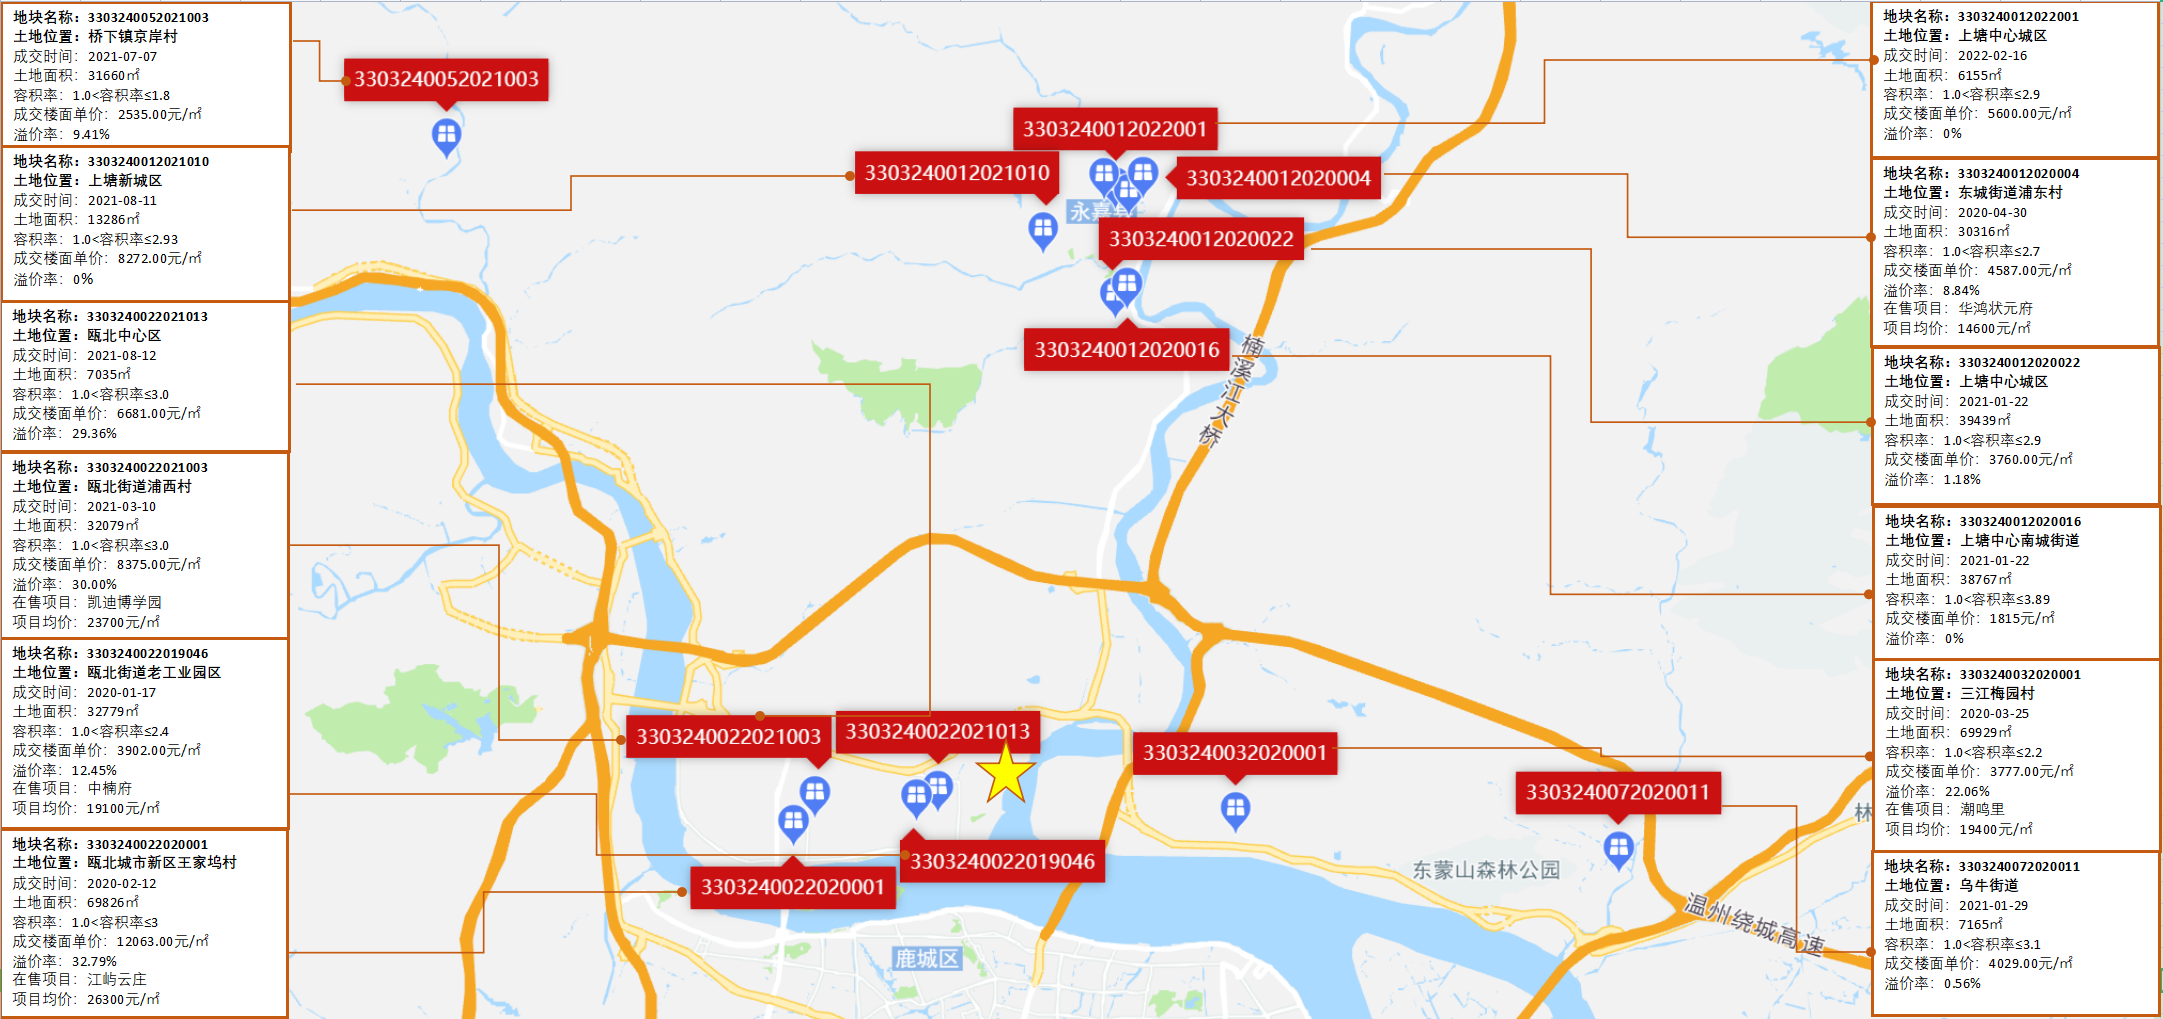 地块名称：3303240052021003
土地位置：桥下镇京岸村
成交时间：2021-07-07
土地面积：31660㎡
容积率：1.0<容积率≤1.8
成交楼面单价：2535.00元/㎡
溢价率：9.41%
地块名称：3303240012021010
土地位置：上塘新城区
成交时间：2021-08-11
土地面积：13286㎡
容积率：1.0<容积率≤2.93
成交楼面单价：8272.00元/㎡
溢价率：0%
地块名称：3303240022021013
土地位置：瓯北中心区
成交时间：2021-08-12
土地面积：7035㎡
容积率：1.0<容积率≤3.0
成交楼面单价：6681.00元/㎡
溢价率：29.36%
地块名称：3303240022021003
土地位置：瓯北街道浦西村
成交时间：2021-03-10
土地面积：32079㎡
容积率：1.0<容积率≤3.0
成交楼面单价：8375.00元/㎡
溢价率：30.00%
在售项目：凯迪博学园
项目均价：23700元/㎡
地块名称：3303240022019046
土地位置：瓯北街道老工业园区
成交时间：2020-01-17
土地面积：32779㎡
容积率：1.0<容积率≤2.4
成交楼面单价：3902.00元/㎡
溢价率：12.45%
在售项目：中楠府
项目均价：19100元/㎡
地块名称：3303240022020001
土地位置：瓯北城市新区王家坞村
成交时间：2020-02-12
土地面积：69826㎡
容积率：1.0<容积率≤3
成交楼面单价：12063.00元/㎡
溢价率：32.79%
在售项目：江屿云庄
项目均价：26300元/㎡
3303240052021003
3303240012022001
3303240012021010
3303240012020004
永嘉县
3303240012020022
3303240012020016
楠溪江大桥
3303240022021003
3303240022021013
3303240032020001
3303240072020011
3303240022019046
3303240022020001
东蒙山森林公园
林
温州绕城高速
鹿城区
地块名称：3303240012022001
土地位置：上塘中心城区
成交时间：2022-02-16
土地面积：6155㎡
容积率：1.0<容积率≤2.9
成交楼面单价：5600.00元/㎡
溢价率：0%
地块名称：3303240012020004
土地位置：东城街道浦东村
成交时间：2020-04-30
土地面积：30316㎡
容积率：1.0<容积率≤2.7
成交楼面单价：4587.00元/㎡
溢价率：8.84%
在售项目：华鸿状元府
项目均价：14600元/㎡
地块名称：3303240012020022
土地位置：上塘中心城区
成交时间：2021-01-22
土地面积：39439㎡
容积率：1.0<容积率≤2.9
成交楼面单价：3760.00元/㎡
溢价率：1.18%
地块名称：3303240012020016
土地位置：上塘中心南城街道
成交时间：2021-01-22
土地面积：38767㎡
容积率：1.0<容积率≤3.89
成交楼面单价：1815元/㎡
溢价率：0%
地块名称：3303240032020001
土地位置：三江梅园村
成交时间：2020-03-25
土地面积：69929㎡
容积率：1.0<容积率≤2.2
成交楼面单价：3777.00元/㎡
溢价率：22.06%
在售项目：潮鸣里
项目均价：19400元/㎡
地块名称：3303240072020011
土地位置：乌牛街道
成交时间：2021-01-29
土地面积：7165㎡
容积率：1.0<容积率≤3.1
成交楼面单价：4029.00元/㎡
溢价率：0.56%